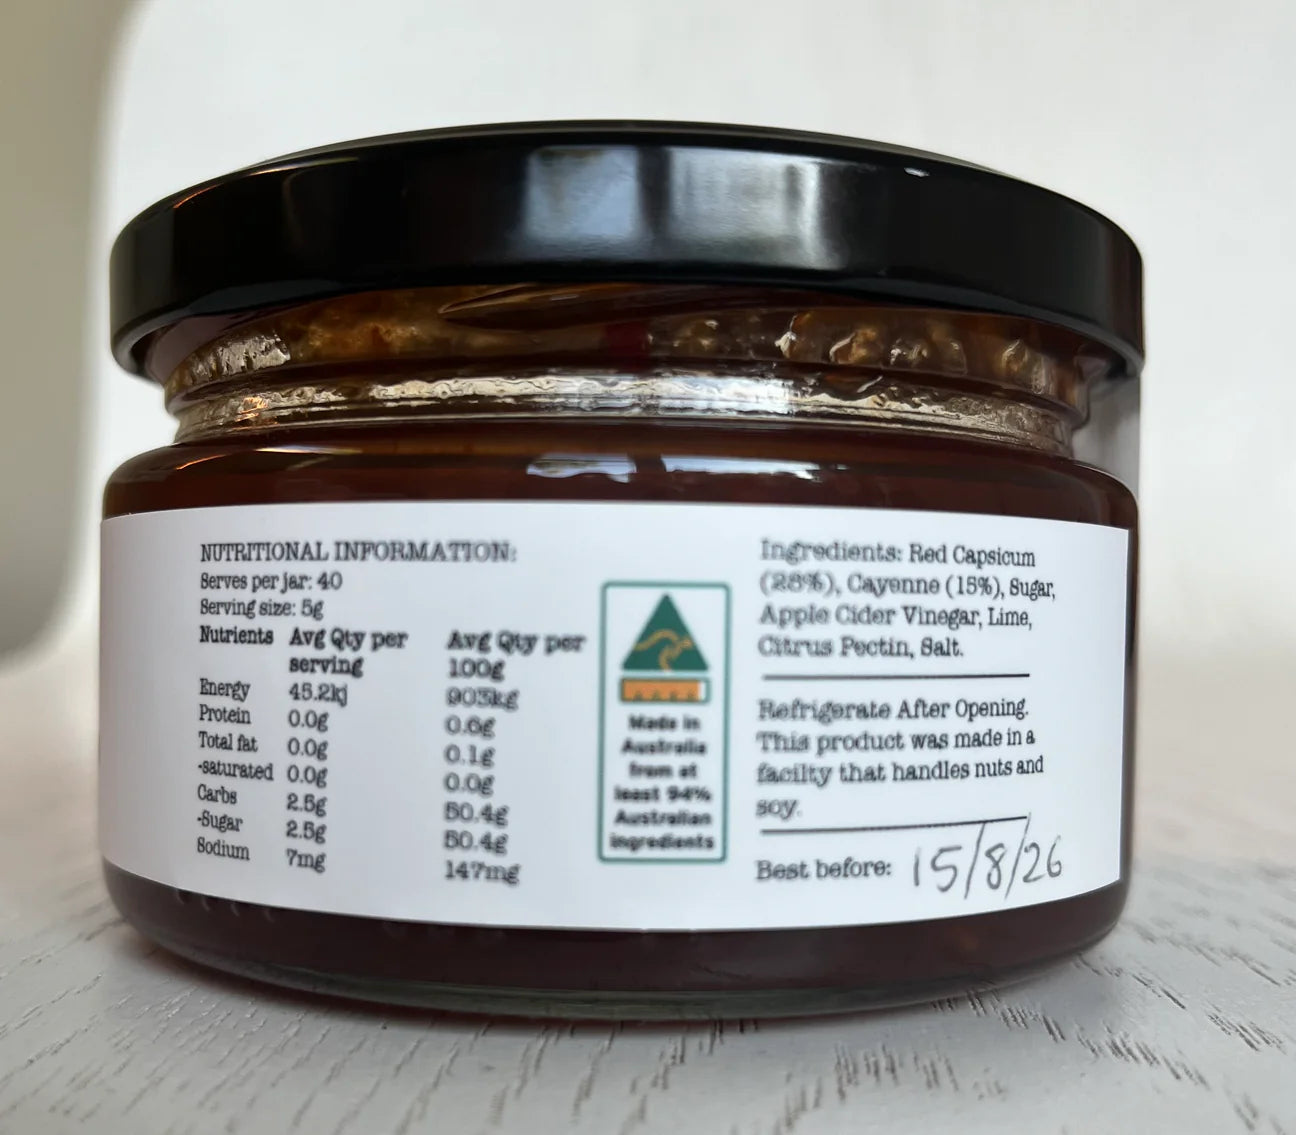 NUTRITIONAL INFORMATION:
Serves per jar: 40
Serving size: 5g
Nutrients Avg Qty per serving Avg Qty per 100g
Energy 45.2kj 903kg
Protein 0.0g 0.6g
Total fat 0.0g 0.1g
-saturated 0.0g 0.0g
Carbs 2.5g 50.4g
-Sugar 2.5g 50.4g
Sodium 7mg 147mg
Made in
Australia
from at
least 94%
Australian
ingredients
Ingredients: Red Capsicum
(28%), Cayenne (15%), Sugar,
Apple Cider Vinegar, Lime,
Citrus Pectin, Salt.
Refrigerate After Opening.
This product was made in a
facilty that handles nuts and
soy.
Best before: 15/8/26